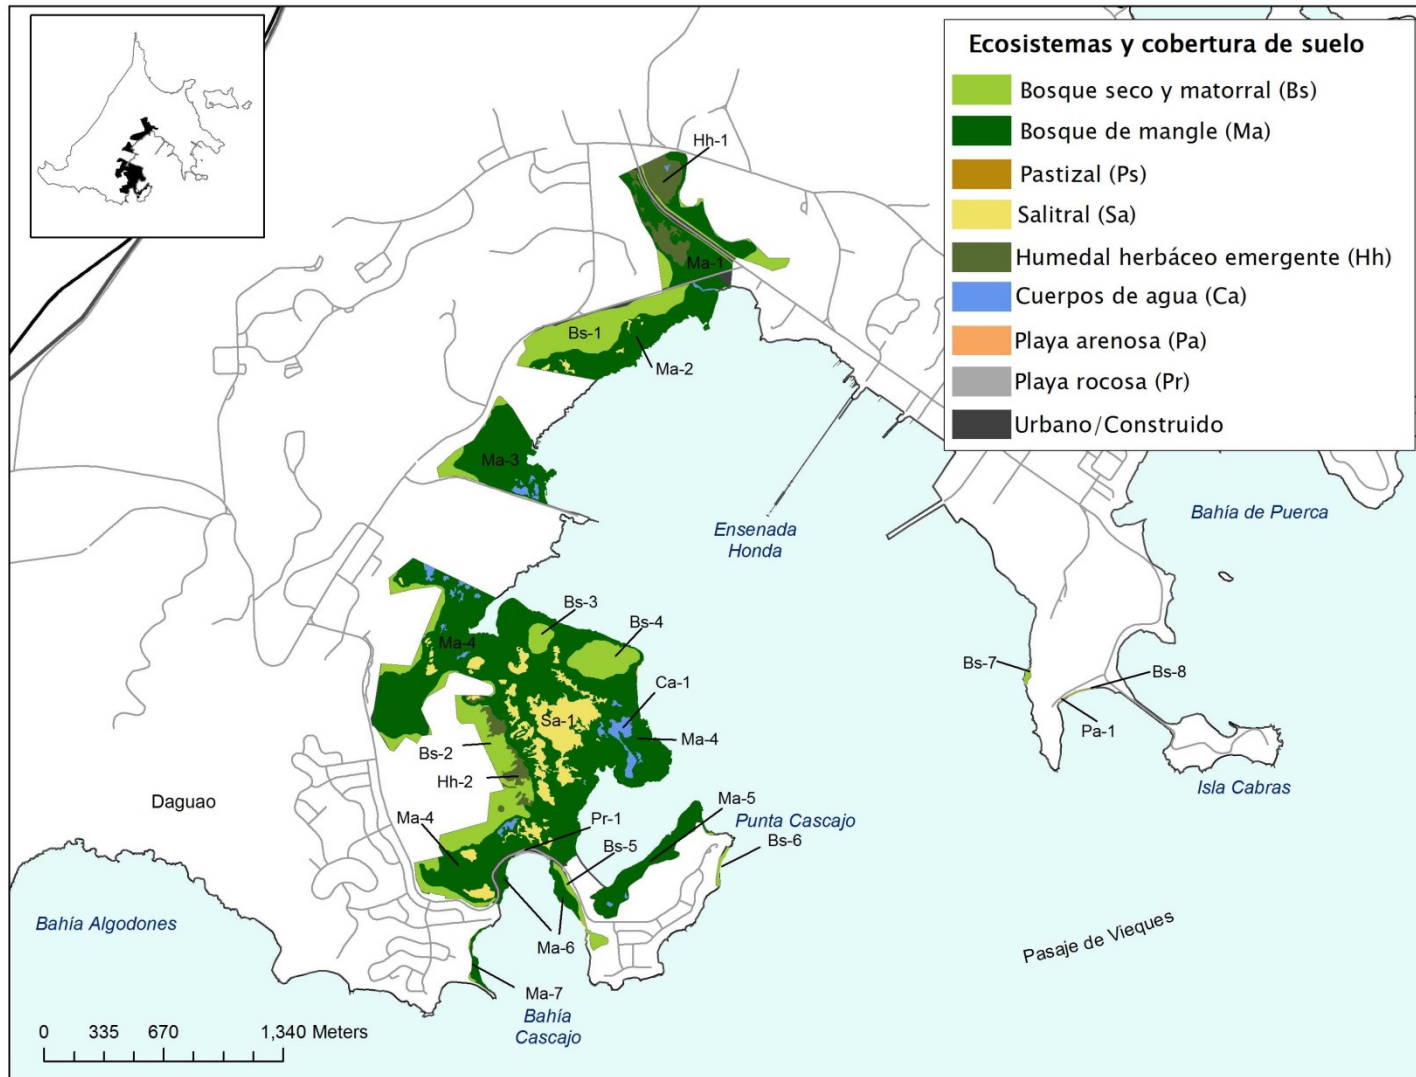 Ecosistemas y cobertura de suelo
Bosque seco y matorral (Bs)
Bosque de mangle (Ma)
Pastizal (Ps)
Salitral (Sa)
Humedal herbáceo emergente (Hh)
Cuerpos de agua (Ca)
Playa arenosa (Pa)
Playa rocosa (Pr)
Urbano/Construido
Hh-1
Ma-1
Bs-1
Ma-2
Ma-3
Ensenada
Honda
Bahía de Puerca
Bs-3
Bs-4
Ma-4
Bs-7
Bs-8
Ca-1
Sa-1
Ma-4
Pa-1
Bs-2
Hh-2
Isla Cabras
Daguao
Ma-4
Ma-5
Pr-1
Punta Cascajo
Bs-5
Bs-6
Bahía Algodones
Ma-6
Pasaje de Vieques
Ma-7
Bahía
Cascajo
0 335 670 1,340 Meters